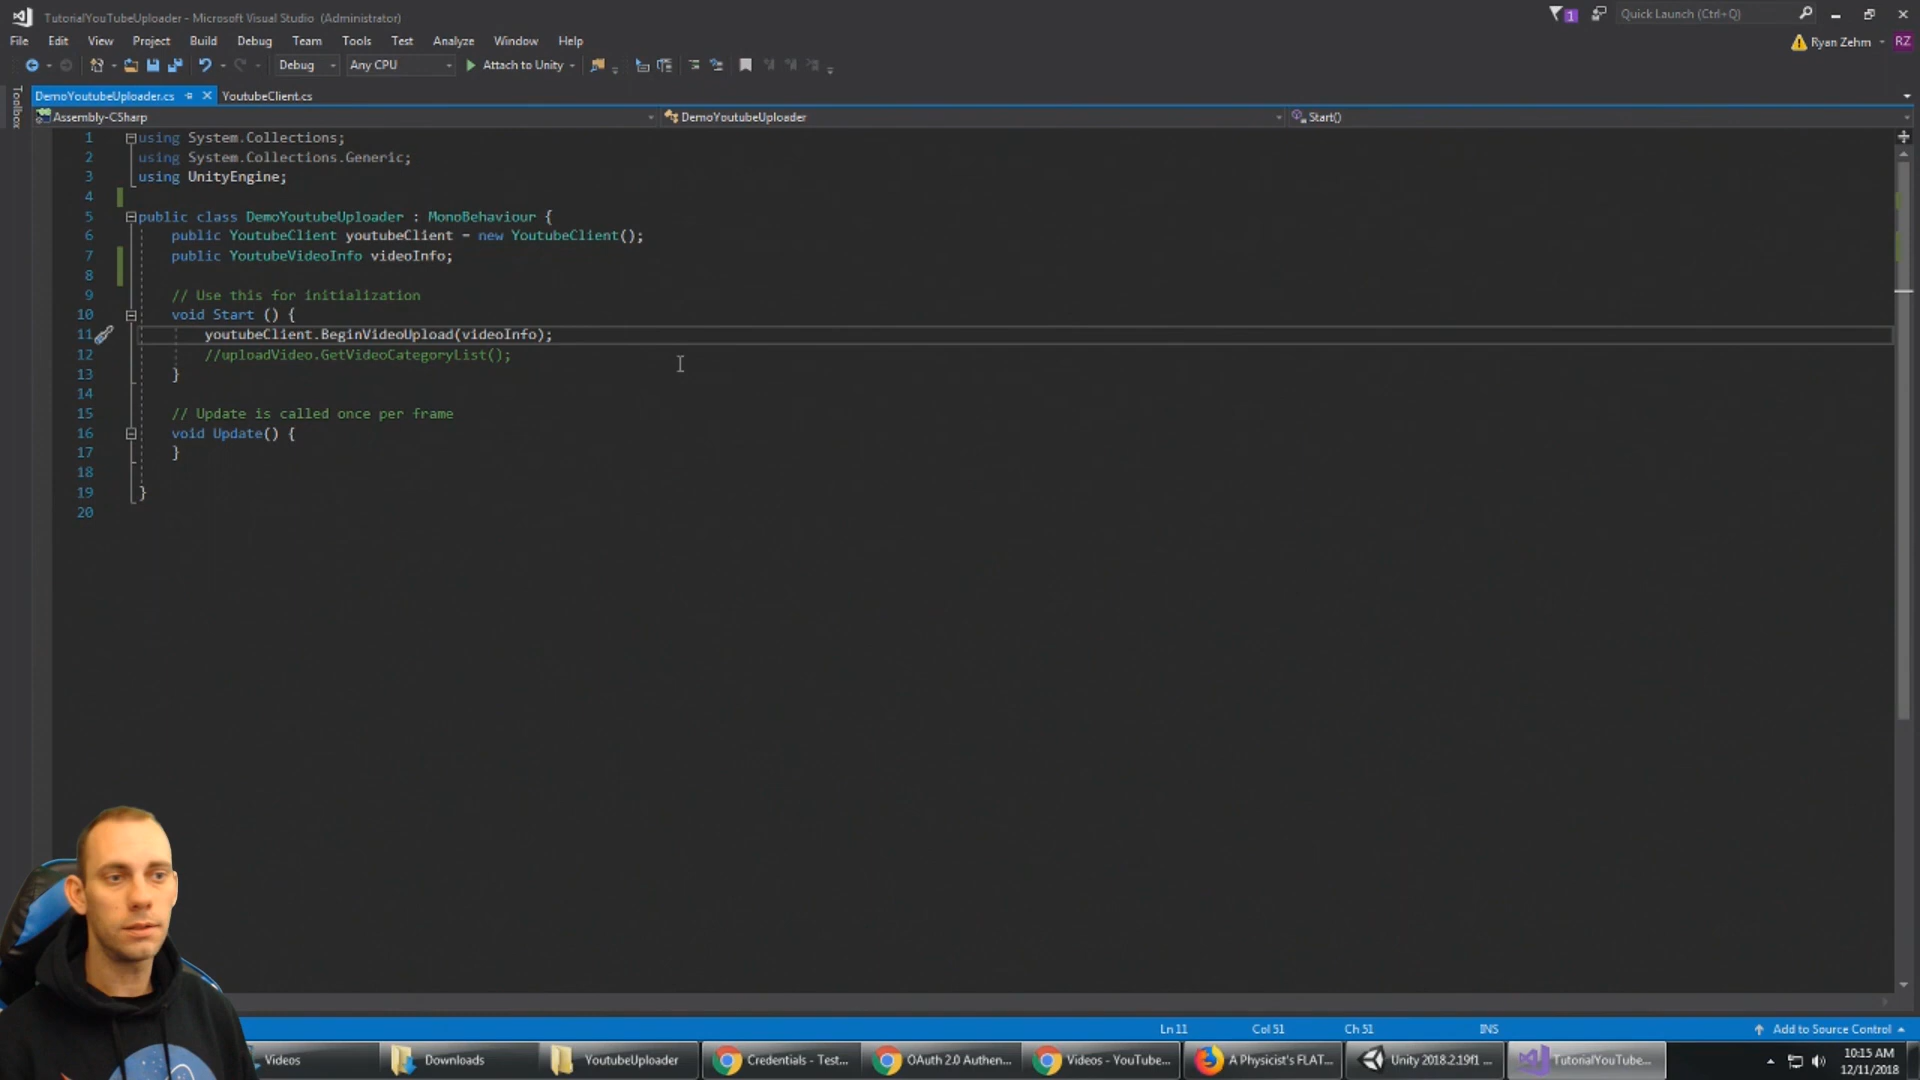 TutorialYouTubeUploader - Microsoft Visual Studio (Administrator)
1
Quick Launch (Ctrl+Q)
File Edit View Project Build Debug Team Tools Test Analyze Window Help
Ryan Zehm
RZ
Debug
Any CPU
Attach to Unity
Toolbox
DemoYoutubeUploader.cs
YoutubeClient.cs
Assembly-CSharp
DemoYoutubeUploader
Start()
1 using System.Collections;
2 using System.Collections.Generic;
3 using UnityEngine;
4
5 public class DemoYoutubeUploader : MonoBehaviour {
6 public YoutubeClient youtubeClient = new YoutubeClient();
7 public YoutubeVideoInfo videoInfo;
8
9 // Use this for initialization
10 void Start () {
11 youtubeClient.BeginVideoUpload(videoInfo);
12 //uploadVideo.GetVideoCategoryList();
13 }
14
15 // Update is called once per frame
16 void Update() {
17 }
18
19 }
20
Ln 11 Col 51 Ch 51 INS
Add to Source Control
Videos
Downloads
YoutubeUploader
Credentials - Test...
OAuth 2.0 Authen...
Videos - YouTube...
A Physicist's FLAT...
Unity 2018.2.19f1 ...
TutorialYouTube...
10:15 AM
12/11/2018